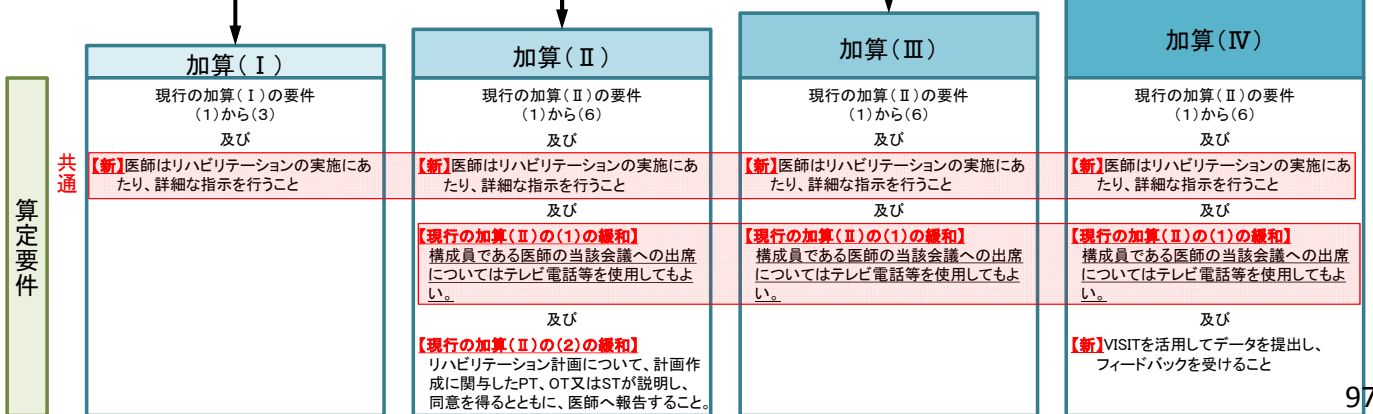 加算(Ⅰ)
加算(Ⅱ)
加算(Ⅲ)
加算(Ⅳ)
算定要件
共通
現行の加算(Ⅰ)の要件
(1)から(3)
及び
【新】医師はリハビリテーションの実施にあ
たり、詳細な指示を行うこと
現行の加算(Ⅱ)の要件
(1)から(6)
及び
【新】医師はリハビリテーションの実施にあ
たり、詳細な指示を行うこと
及び
【現行の加算(Ⅱ)の(1)の緩和】
構成員である医師の当該会議への出席
についてはテレビ電話等を使用してもよ
い。
及び
【現行の加算(Ⅱ)の(2)の緩和】
リハビリテーション計画について、計画作
成に関与したPT、OT又はSTが説明し、
同意を得るとともに、医師へ報告すること。
現行の加算(Ⅱ)の要件
(1)から(6)
及び
【新】医師はリハビリテーションの実施にあ
たり、詳細な指示を行うこと
及び
【現行の加算(Ⅱ)の(1)の緩和】
構成員である医師の当該会議への出席
についてはテレビ電話等を使用してもよ
い。
現行の加算(Ⅱ)の要件
(1)から(6)
及び
【新】医師はリハビリテーションの実施にあ
たり、詳細な指示を行うこと
及び
【現行の加算(Ⅱ)の(1)の緩和】
構成員である医師の当該会議への出席
についてはテレビ電話等を使用してもよ
い。
及び
【新】VISITを活用してデータを提出し、
フィードバックを受けること
97